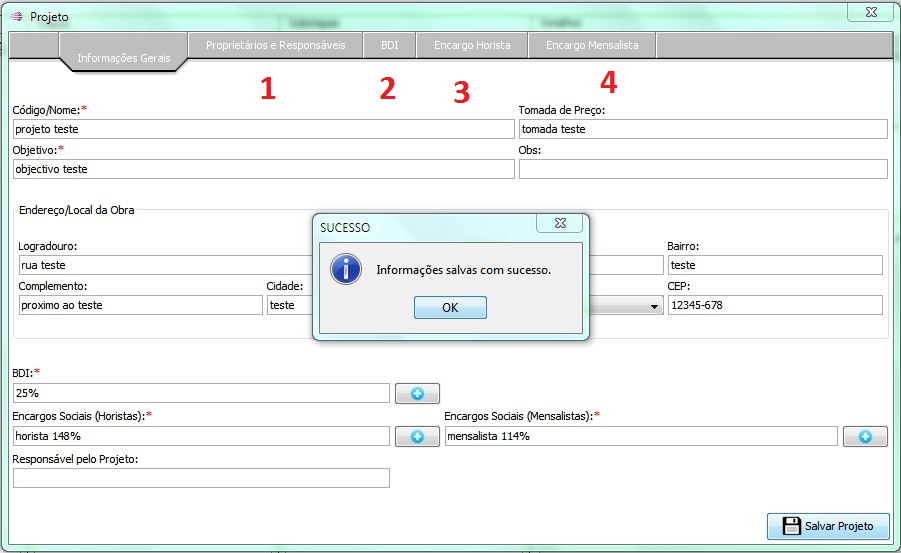 Projeto
Informações Gerais Proprietários e Responsáveis BDI Encargo Horista Encargo Mensalista
1 2 3 4
Código/Nome:* Tomada de Preço:
projeto teste tomada teste
Objetivo:* Obs:
objectivo teste
Endereço/Local da Obra
SUCESSO
Logradouro: Bairro:
rua teste Informações salvas com sucesso. teste
Complemento: Cidade: CEP:
proximo ao teste teste OK 12345-678
BDI:*
25%
Encargos Sociais (Horistas):* Encargos Sociais (Mensalistas):*
horista 148% mensalista 114%
Responsável pelo Projeto:
Salvar Projeto